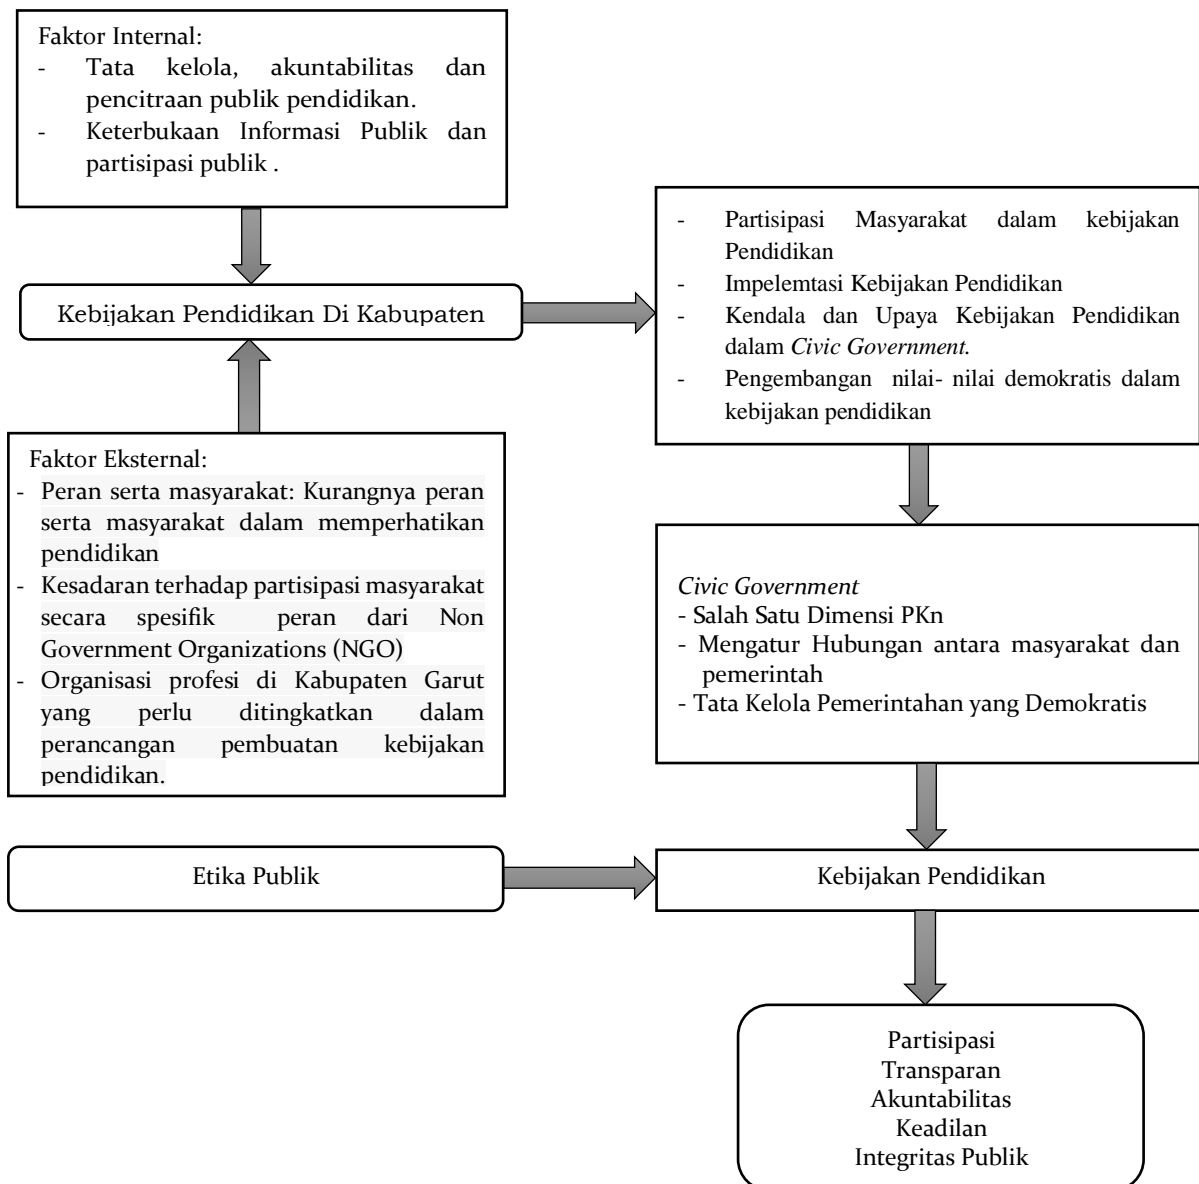 Faktor Internal:
- Tata kelola, akuntabilitas dan
pencitraan publik pendidikan.
- Keterbukaan Informasi Publik dan
partisipasi publik .
Kebijakan Pendidikan Di Kabupaten
Faktor Eksternal:
- Peran serta masyarakat: Kurangnya peran
serta masyarakat dalam memperhatikan
pendidikan
- Kesadaran terhadap partisipasi masyarakat
secara spesifik peran dari Non
Government Organizations (NGO)
- Organisasi profesi di Kabupaten Garut
yang perlu ditingkatkan dalam
perancangan pembuatan kebijakan
pendidikan.
- Partisipasi Masyarakat dalam kebijakan
Pendidikan
- Impelemtasi Kebijakan Pendidikan
- Kendala dan Upaya Kebijakan Pendidikan
dalam Civic Government.
- Pengembangan nilai- nilai demokratis dalam
kebijakan pendidikan
Civic Government
- Salah Satu Dimensi PKn
- Mengatur Hubungan antara masyarakat dan
pemerintah
- Tata Kelola Pemerintahan yang Demokratis
Etika Publik
Kebijakan Pendidikan
Partisipasi
Transparan
Akuntabilitas
Keadilan
Integritas Publik